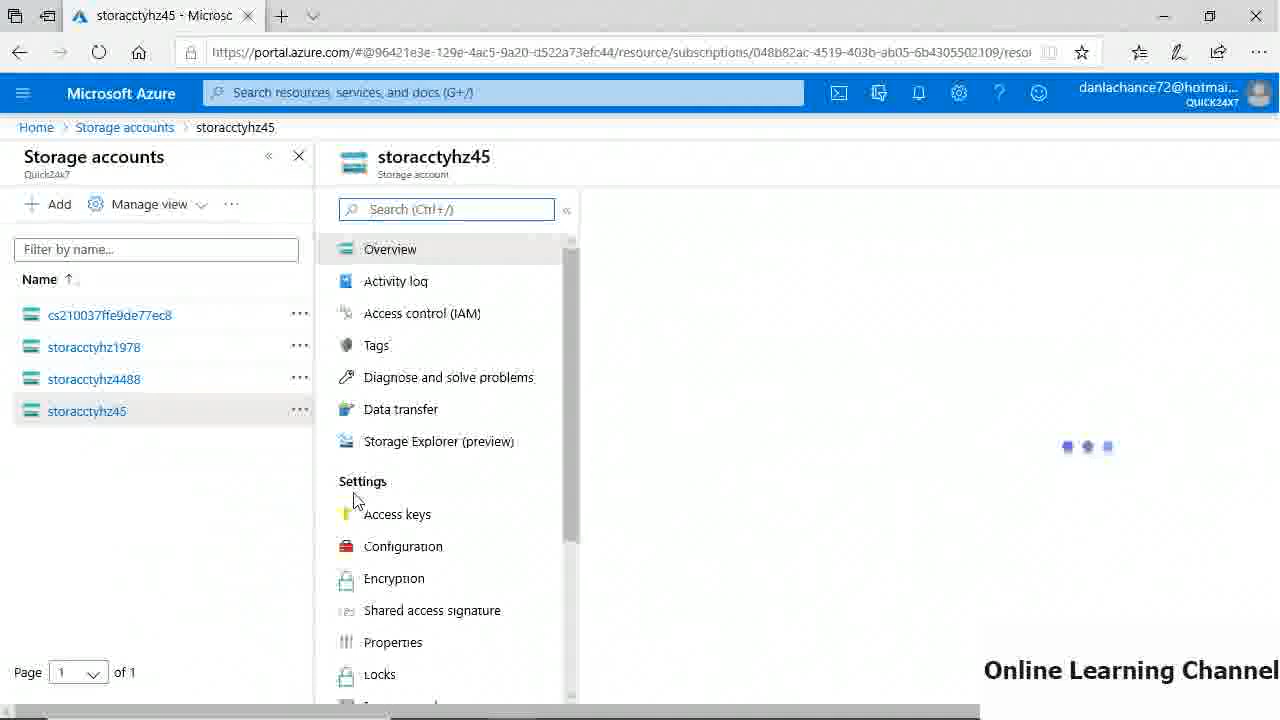 storacctyhz45 - Microsc
https://portal.azure.com/#@96421e3e-129e-4ac5-9a20-d522a73efc44/resource/subscriptions/048b82ac-4519-403b-ab05-6b4305502109/resou
Microsoft Azure
Search resources, services, and docs (G+/)
danlachance72@hotmai...
QUICK24X7
Home > Storage accounts > storacctyhz45
Storage accounts
Quick24x7
Add
Manage view
...
Filter by name...
Name ↑
cs210037ffe9de77ec8 ...
storacctyhz1978 ...
storacctyhz4488 ...
storacctyhz45 ...
Page 1 of 1
storacctyhz45
Storage account
Search (Ctrl+/)
Overview
Activity log
Access control (IAM)
Tags
Diagnose and solve problems
Data transfer
Storage Explorer (preview)
Settings
Access keys
Configuration
Encryption
Shared access signature
Properties
Locks
Online Learning Channel